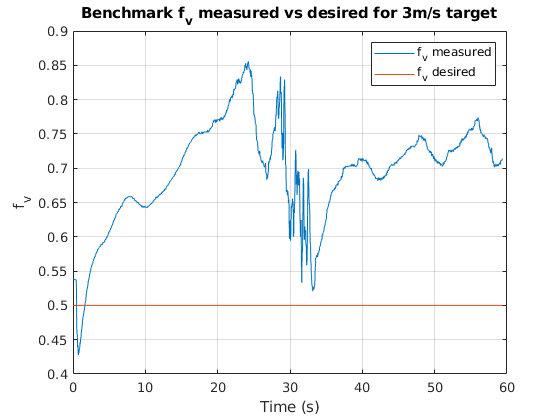 Benchmark f_v measured vs desired for 3m/s target
0.9
f_v measured
f_v desired
0.85
0.8
0.75
0.7
0.65
0.6
0.55
0.5
0.45
0.4
f_v
0 10 20 30 40 50 60
Time (s)